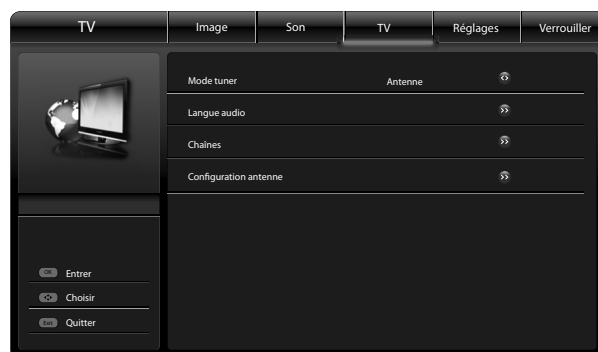 TV
Image Son TV Réglages Verrouiller
Mode tuner Antenne
Langue audio
Chaînes
Configuration antenne
OK Entrer
Choisir
Exit Quitter